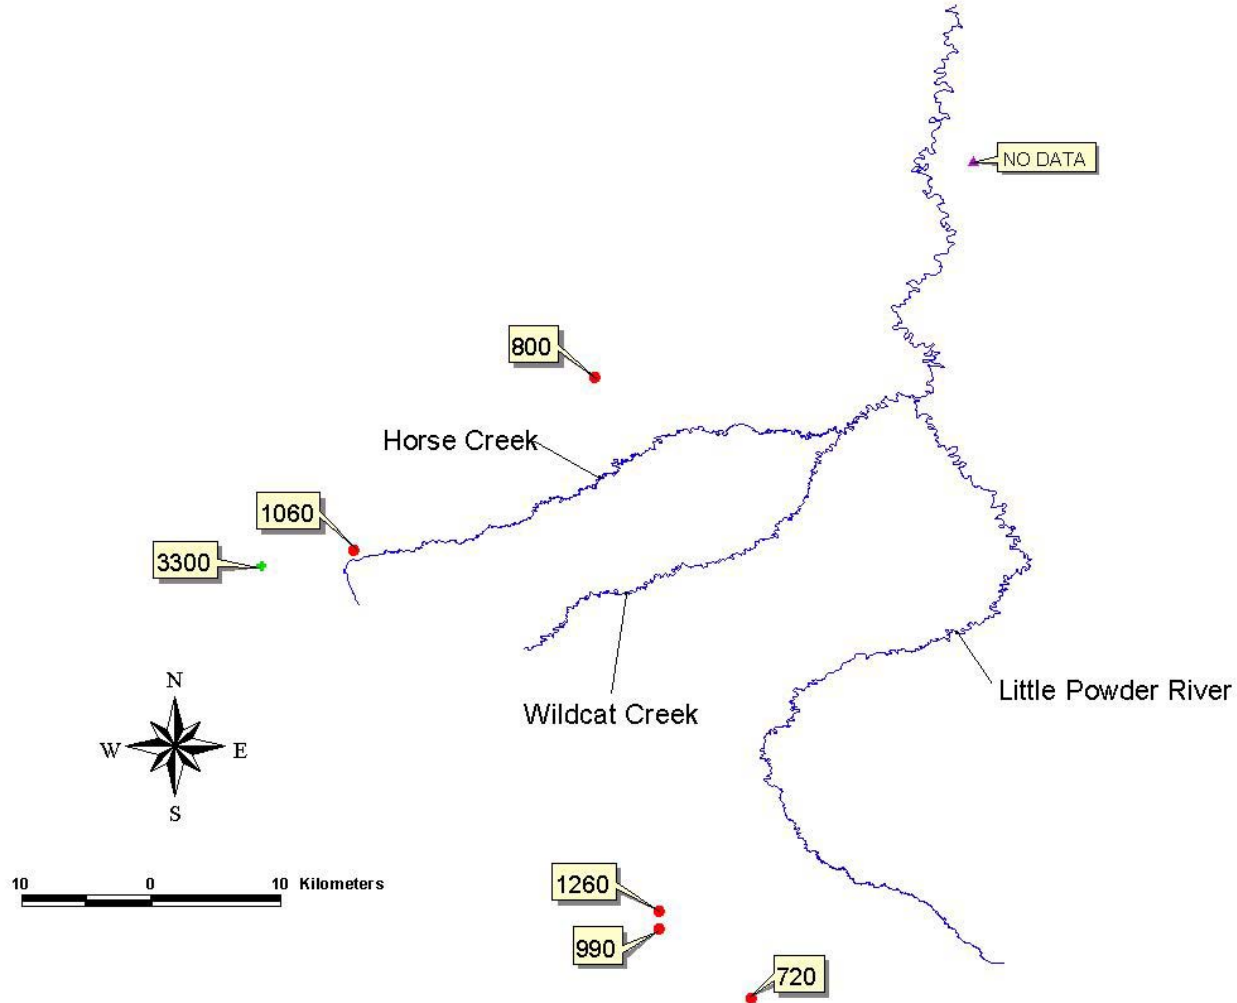 NO DATA
800
Horse Creek
1060
3300
N
W E
S
Wildcat Creek
Little Powder River
10 0 10 Kilometers
1260
990
720